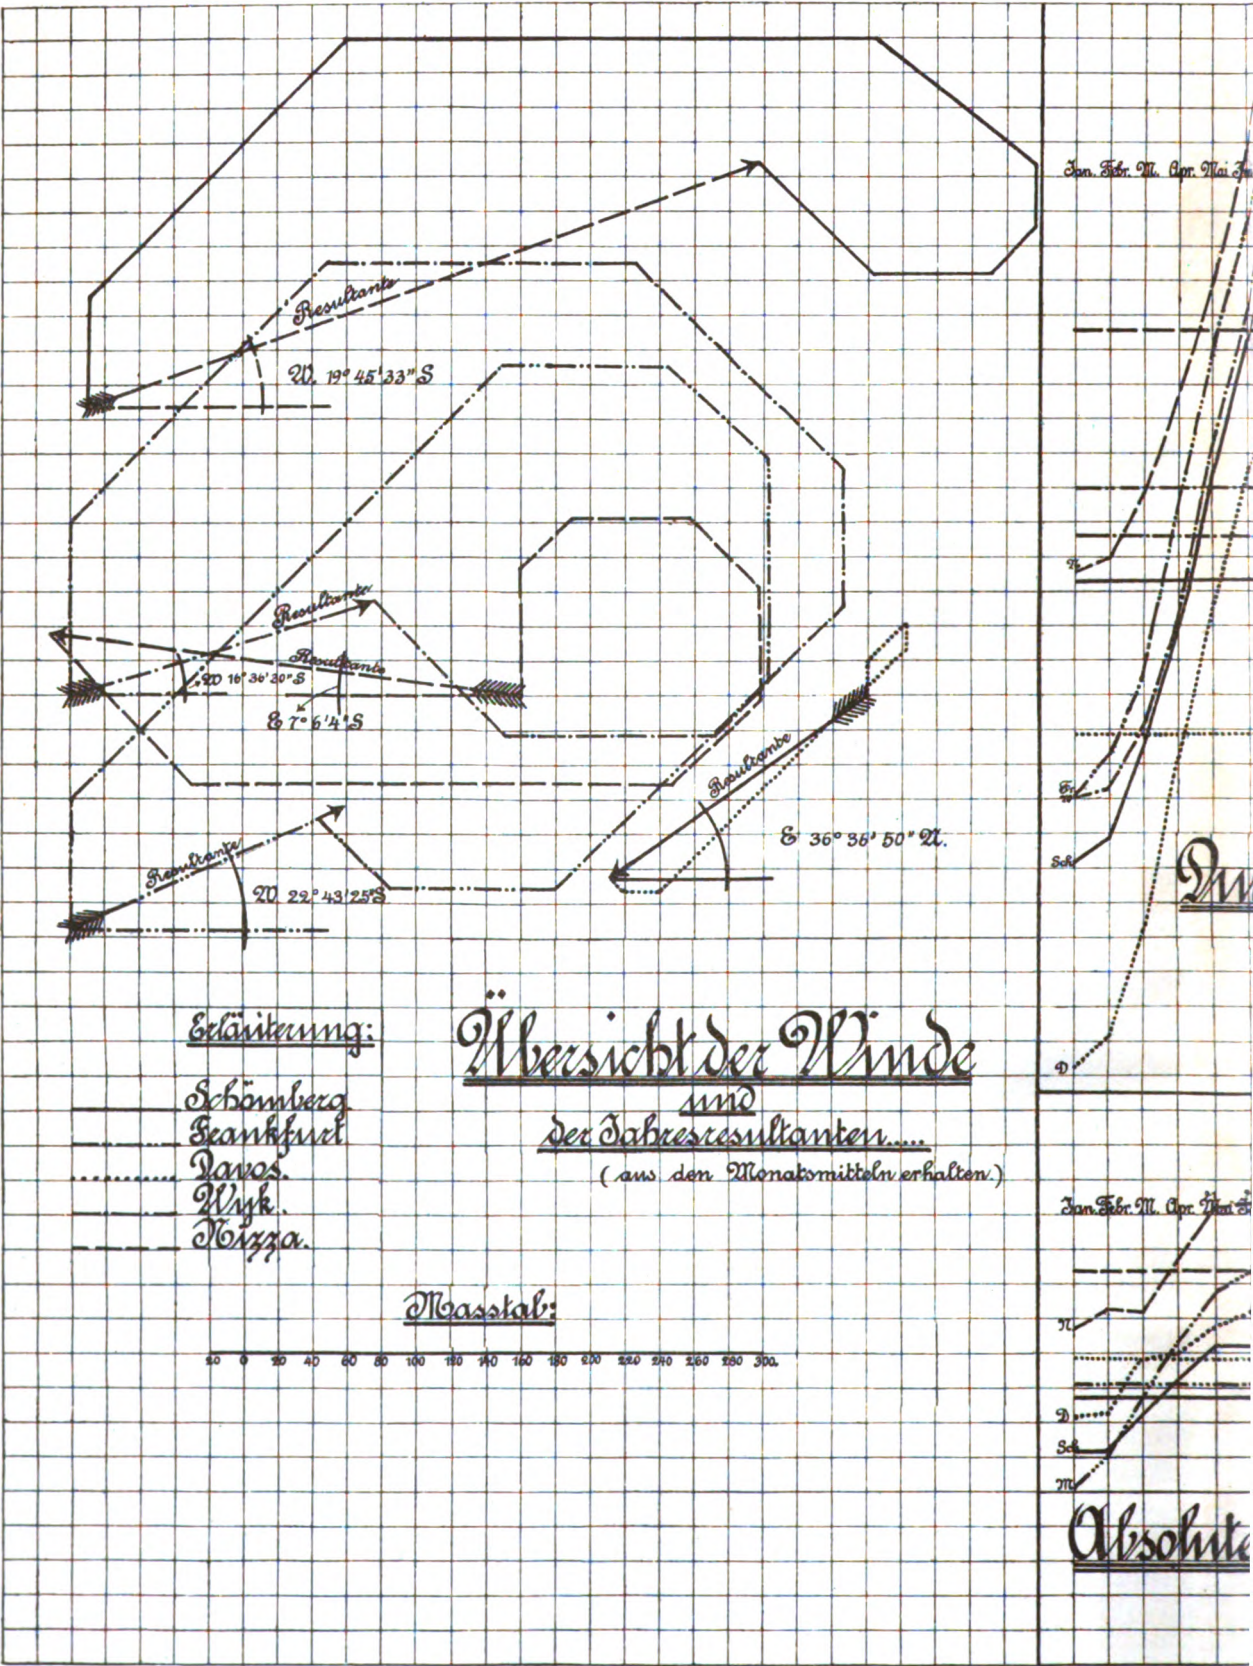 Jan. Febr. M. Apr. Mai
Resultante
W. 19° 45' 33" S
Resultante
Resultante
W 16° 36' 20" S
E 7° 6' 4" S
Resultante
E 36° 36' 50" N.
Resultante
W 22° 43' 25" S
N.
Fr.
Sch
D
Erläuterung:
Schömberg.
Frankfurt
Davos.
Wyk.
Nizza.
Übersicht der Winde
und
der Jahresresultanten.....
(aus den Monatsmitteln erhalten.)
Masstab:
20 0 20 40 60 80 100 120 140 160 180 200 220 240 260 280 300.
Jan. Febr. M. Apr. Mai
N.
D
Sch
M
Absolute